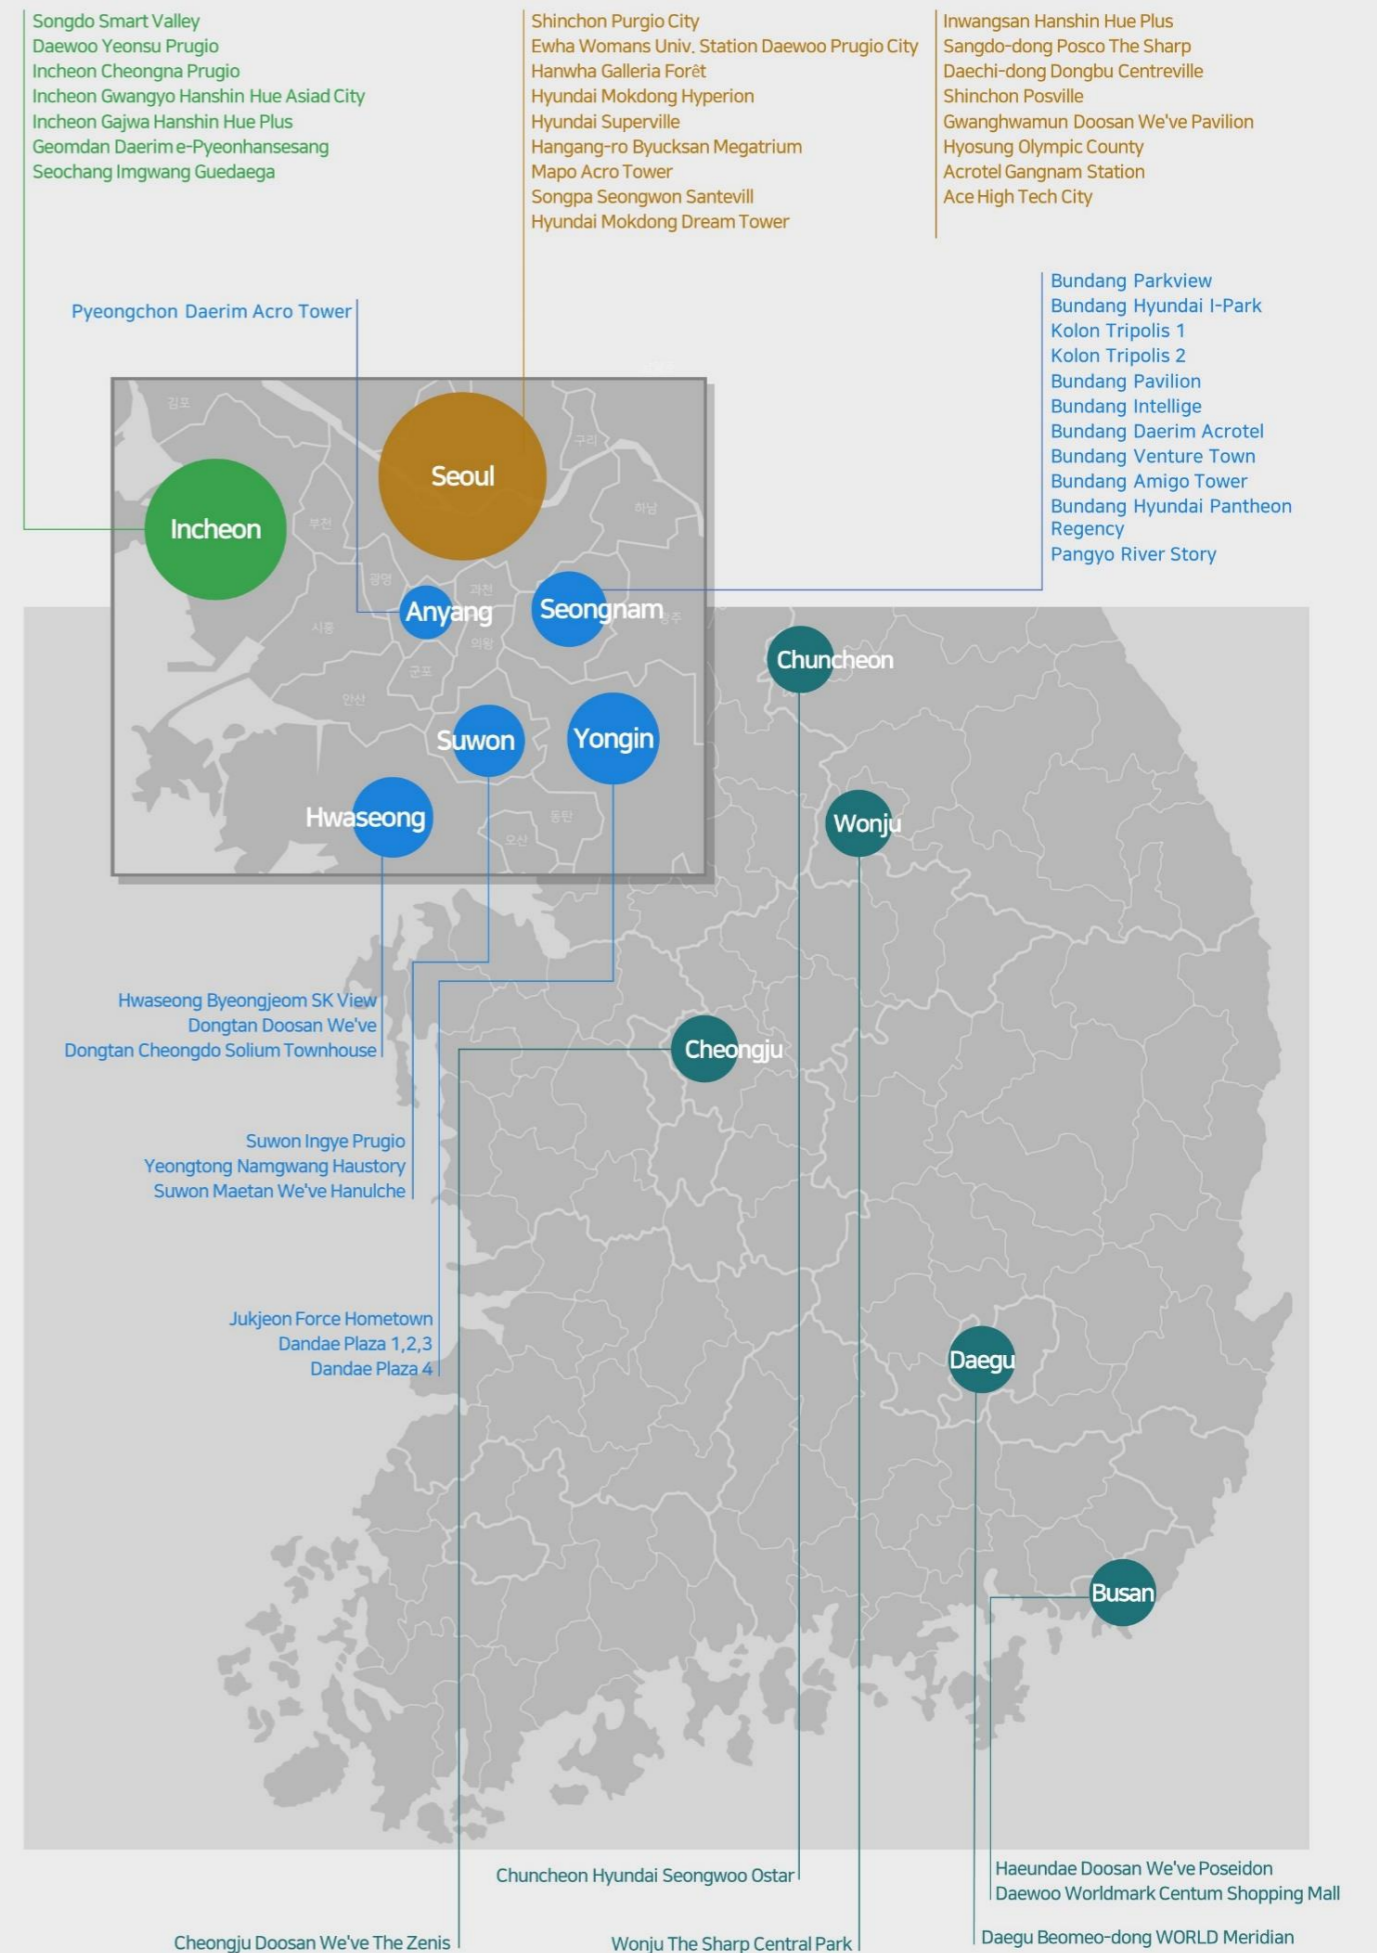 Songdo Smart Valley
Daewoo Yeonsu Prugio
Incheon Cheongna Prugio
Incheon Gwangyo Hanshin Hue Asiad City
Incheon Gajwa Hanshin Hue Plus
Geomdan Daerim e-Pyeonhansesang
Seochang Imgwang Guedaega
Shinchon Purgio City
Ewha Womans Univ. Station Daewoo Prugio City
Hanwha Galleria Forêt
Hyundai Mokdong Hyperion
Hyundai Superville
Hangang-ro Byucksan Megatrium
Mapo Acro Tower
Songpa Seongwon Santevill
Hyundai Mokdong Dream Tower
Inwangsan Hanshin Hue Plus
Sangdo-dong Posco The Sharp
Daechi-dong Dongbu Centreville
Shinchon Posville
Gwanghwamun Doosan We've Pavilion
Hyosung Olympic County
Acrotel Gangnam Station
Ace High Tech City
Pyeongchon Daerim Acro Tower
Bundang Parkview
Bundang Hyundai I-Park
Kolon Tripolis 1
Kolon Tripolis 2
Bundang Pavilion
Bundang Intellige
Bundang Daerim Acrotel
Bundang Venture Town
Bundang Amigo Tower
Bundang Hyundai Pantheon
Regency
Pangyo River Story
김포
구리
Seoul
하남
Incheon
부천
광명
과천
Anyang
Seongnam
광주
시흥
의왕
군포
안산
Suwon
Yongin
Hwaseong
동탄
오산
Chuncheon
Wonju
Hwaseong Byeongjeom SK View
Dongtan Doosan We've
Dongtan Cheongdo Solium Townhouse
Cheongju
Suwon Ingye Prugio
Yeongtong Namgwang Haustory
Suwon Maetan We've Hanulche
Jukjeon Force Hometown
Dandae Plaza 1,2,3
Dandae Plaza 4
Daegu
Busan
Chuncheon Hyundai Seongwoo Ostar
Haeundae Doosan We've Poseidon
Daewoo Worldmark Centum Shopping Mall
Cheongju Doosan We've The Zenis
Wonju The Sharp Central Park
Daegu Beomeo-dong WORLD Meridian